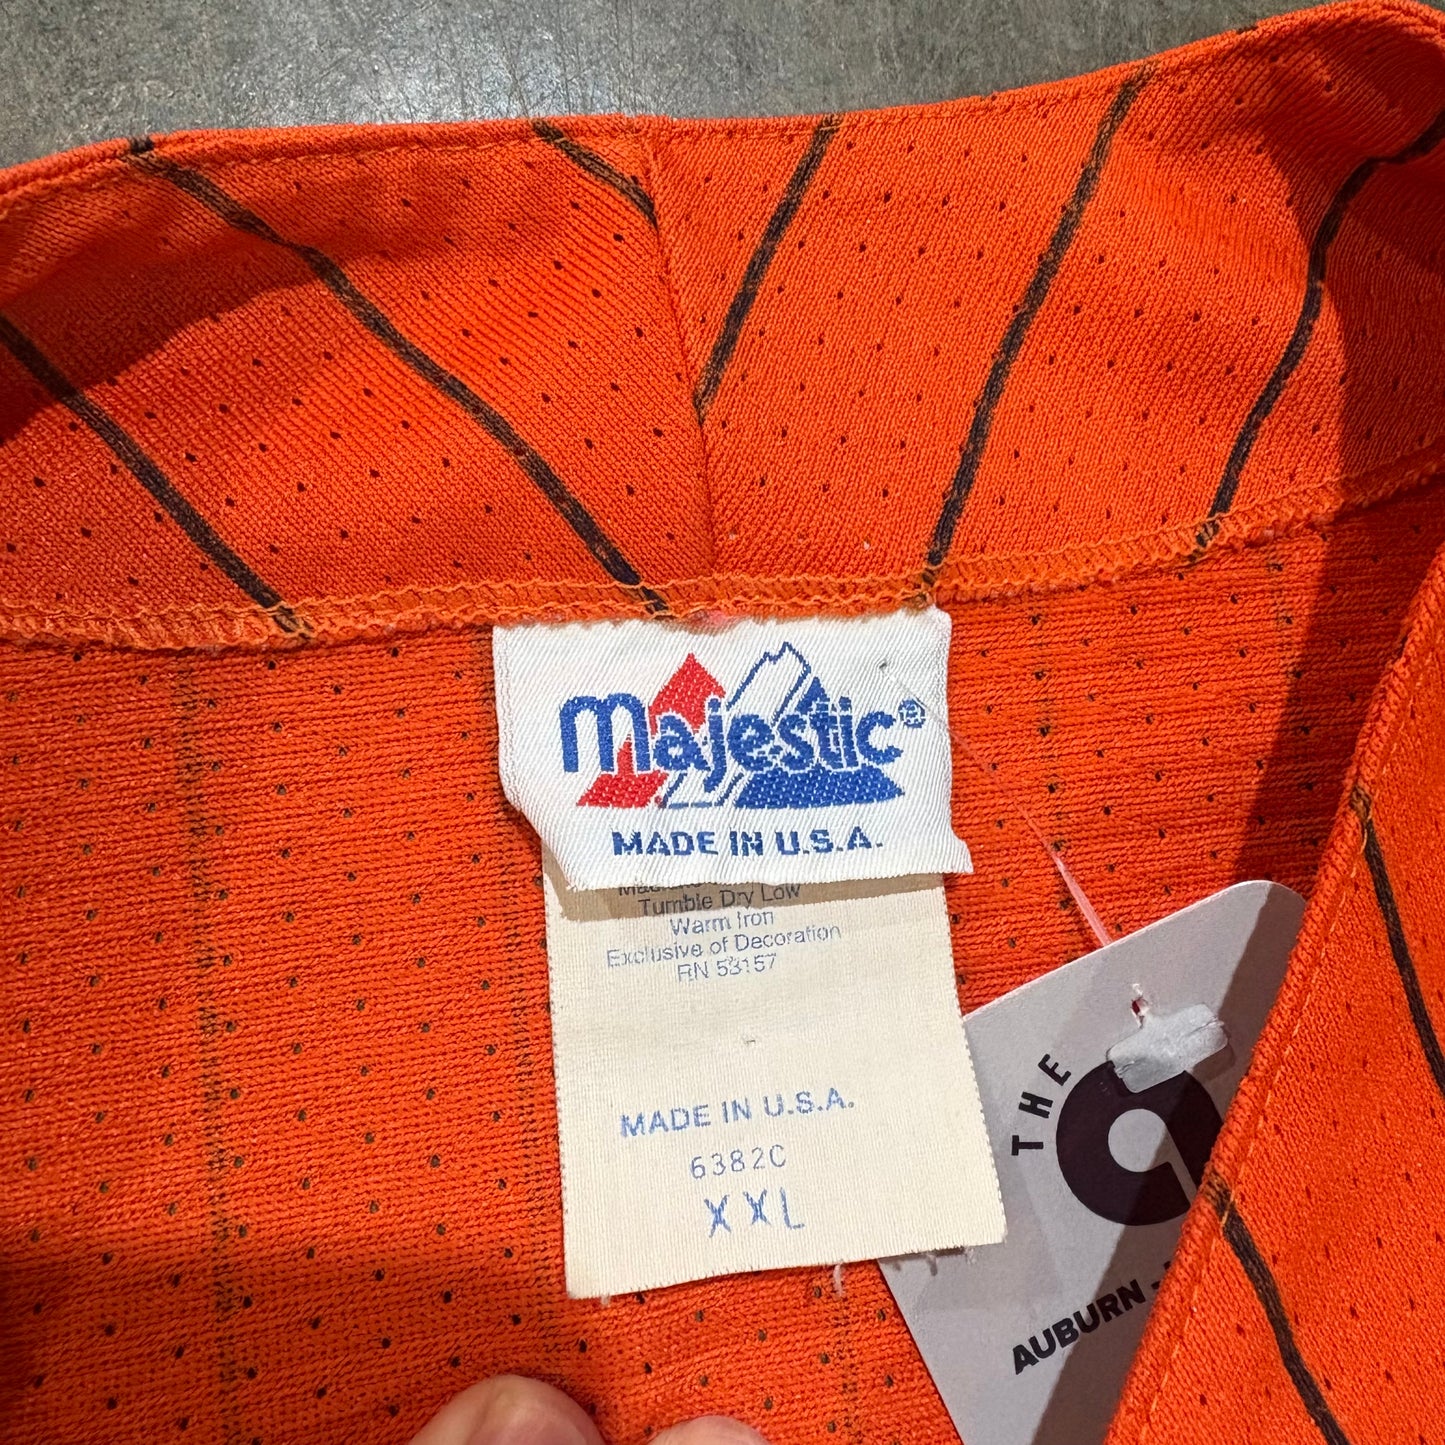 Majestic®
MADE IN U.S.A.
Tumble Dry Low
Warm Iron
Exclusive of Decoration
RN 53157
MADE IN U.S.A.
6382C
XXL
THE
AUBURN -